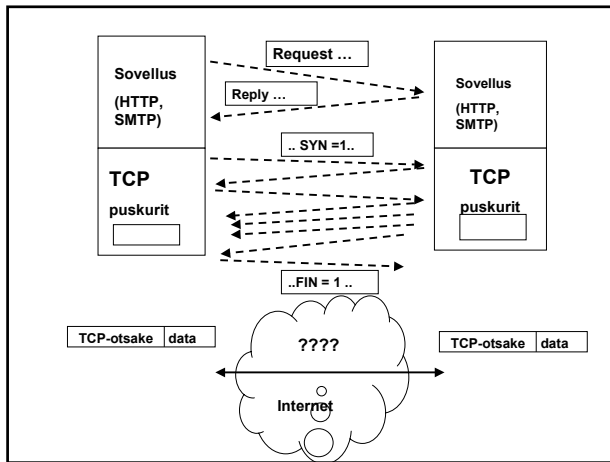 Request …
Sovellus
(HTTP,
SMTP)
Reply …
Sovellus
(HTTP,
SMTP)
.. SYN =1..
TCP
puskurit
TCP
puskurit
..FIN = 1 ..
TCP-otsake data
????
TCP-otsake data
Internet